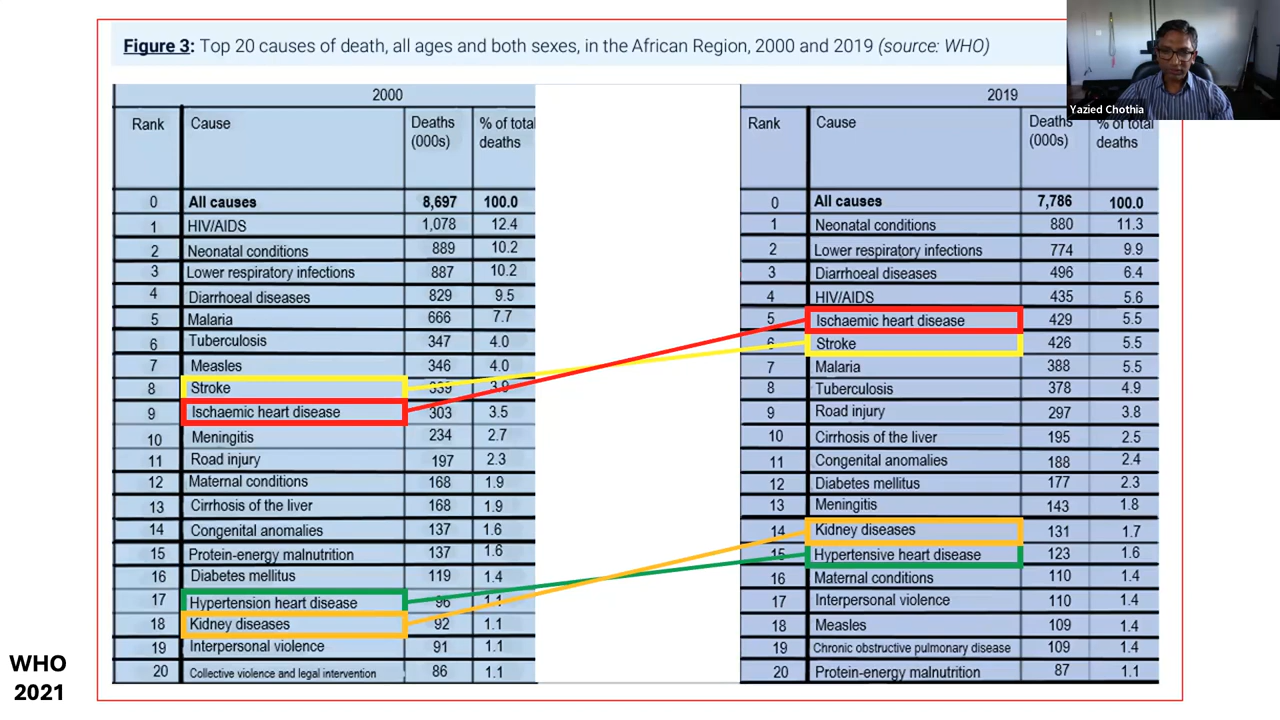 Figure 3: Top 20 causes of death, all ages and both sexes, in the African Region, 2000 and 2019 (source: WHO)
Yazied Chothia
2000
Rank Cause Deaths (000s) % of total deaths
0 All causes 8,697 100.0
1 HIV/AIDS 1,078 12.4
2 Neonatal conditions 889 10.2
3 Lower respiratory infections 887 10.2
4 Diarrhoeal diseases 829 9.5
5 Malaria 666 7.7
6 Tuberculosis 347 4.0
7 Measles 346 4.0
8 Stroke 339 3.9
9 Ischaemic heart disease 303 3.5
10 Meningitis 234 2.7
11 Road injury 197 2.3
12 Maternal conditions 168 1.9
13 Cirrhosis of the liver 168 1.9
14 Congenital anomalies 137 1.6
15 Protein-energy malnutrition 137 1.6
16 Diabetes mellitus 119 1.4
17 Hypertension heart disease 96 1.1
18 Kidney diseases 92 1.1
19 Interpersonal violence 91 1.1
20 Collective violence and legal intervention 86 1.1
2019
Rank Cause Deaths (000s) % of total deaths
0 All causes 7,786 100.0
1 Neonatal conditions 880 11.3
2 Lower respiratory infections 774 9.9
3 Diarrhoeal diseases 496 6.4
4 HIV/AIDS 435 5.6
5 Ischaemic heart disease 429 5.5
6 Stroke 426 5.5
7 Malaria 388 5.5
8 Tuberculosis 378 4.9
9 Road injury 297 3.8
10 Cirrhosis of the liver 195 2.5
11 Congenital anomalies 188 2.4
12 Diabetes mellitus 177 2.3
13 Meningitis 143 1.8
14 Kidney diseases 131 1.7
15 Hypertensive heart disease 123 1.6
16 Maternal conditions 110 1.4
17 Interpersonal violence 110 1.4
18 Measles 109 1.4
19 Chronic obstructive pulmonary disease 109 1.4
20 Protein-energy malnutrition 87 1.1
WHO
2021